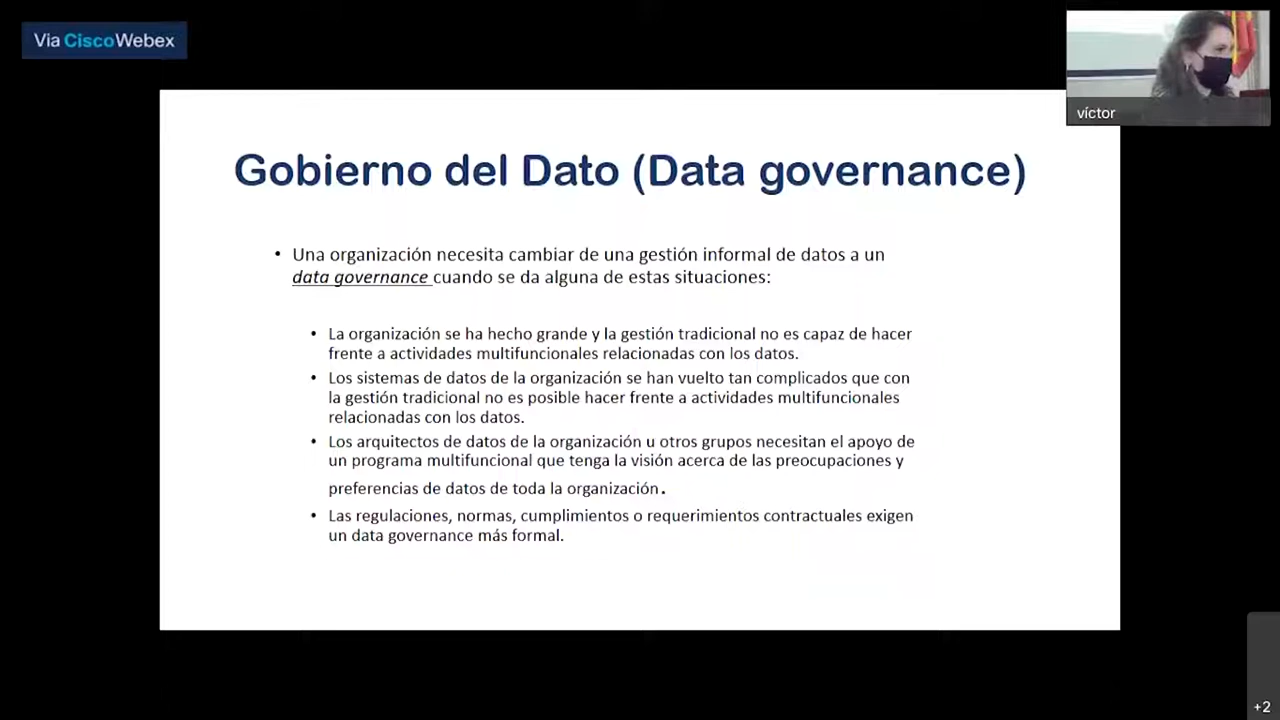 Via CiscoWebex
víctor
Gobierno del Dato (Data governance)
• Una organización necesita cambiar de una gestión informal de datos a un
data governance cuando se da alguna de estas situaciones:
• La organización se ha hecho grande y la gestión tradicional no es capaz de hacer
frente a actividades multifuncionales relacionadas con los datos.
• Los sistemas de datos de la organización se han vuelto tan complicados que con
la gestión tradicional no es posible hacer frente a actividades multifuncionales
relacionadas con los datos.
• Los arquitectos de datos de la organización u otros grupos necesitan el apoyo de
un programa multifuncional que tenga la visión acerca de las preocupaciones y
preferencias de datos de toda la organización.
• Las regulaciones, normas, cumplimientos o requerimientos contractuales exigen
un data governance más formal.
+2